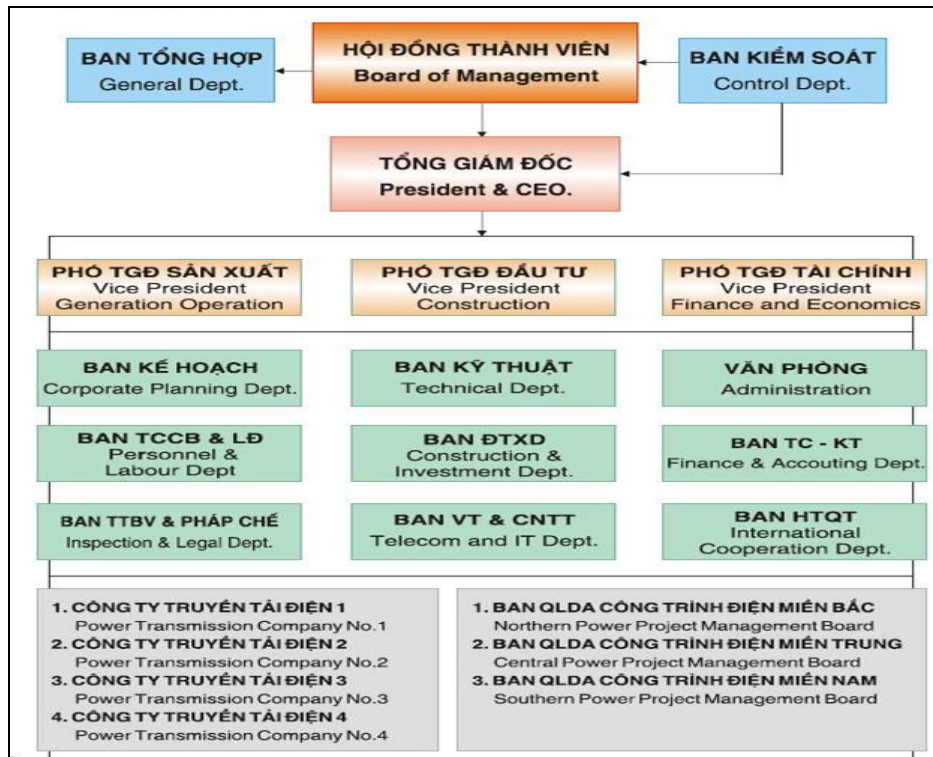 BAN TỔNG HỢP
General Dept.
HỘI ĐỒNG THÀNH VIÊN
Board of Management
BAN KIỂM SOÁT
Control Dept.
TỔNG GIÁM ĐỐC
President & CEO.
PHÓ TGĐ SẢN XUẤT
Vice President
Generation Operation
PHÓ TGĐ ĐẦU TƯ
Vice President
Construction
PHÓ TGĐ TÀI CHÍNH
Vice President
Finance and Economics
BAN KẾ HOẠCH
Corporate Planning Dept.
BAN KỸ THUẬT
Technical Dept.
VĂN PHÒNG
Administration
BAN TCCB & LĐ
Personnel &
Labour Dept
BAN ĐTXD
Construction &
Investment Dept.
BAN TC - KT
Finance & Accouting Dept.
BAN TTBV & PHÁP CHẾ
Inspection & Legal Dept.
BAN VT & CNTT
Telecom and IT Dept.
BAN HTQT
International
Cooperation Dept.
1. CÔNG TY TRUYỀN TẢI ĐIỆN 1
Power Transmission Company No.1
2. CÔNG TY TRUYỀN TẢI ĐIỆN 2
Power Transmission Company No.2
3. CÔNG TY TRUYỀN TẢI ĐIỆN 3
Power Transmission Company No.3
4. CÔNG TY TRUYỀN TẢI ĐIỆN 4
Power Transmission Company No.4
1. BAN QLDA CÔNG TRÌNH ĐIỆN MIỀN BẮC
Northern Power Project Management Board
2. BAN QLDA CÔNG TRÌNH ĐIỆN MIỀN TRUNG
Central Power Project Management Board
3. BAN QLDA CÔNG TRÌNH ĐIỆN MIỀN NAM
Southern Power Project Management Board